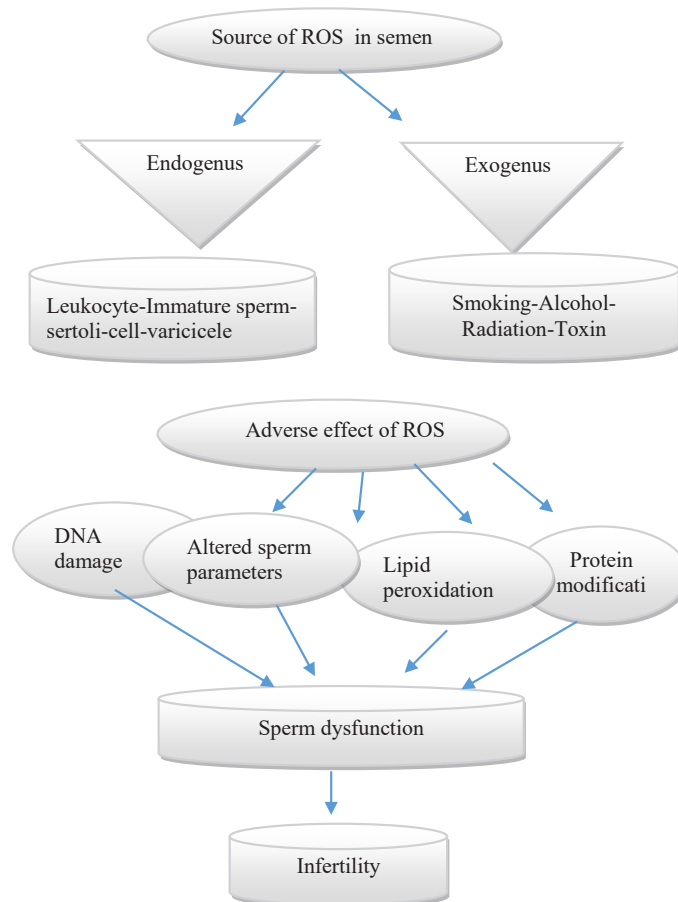 Source of ROS in semen
Endogenus
Exogenus
Leukocyte-Immature sperm-
sertoli-cell-varicicele
Smoking-Alcohol-
Radiation-Toxin
Adverse effect of ROS
DNA
damage
Altered sperm
parameters
Lipid
peroxidation
Protein
modificati
Sperm dysfunction
Infertility